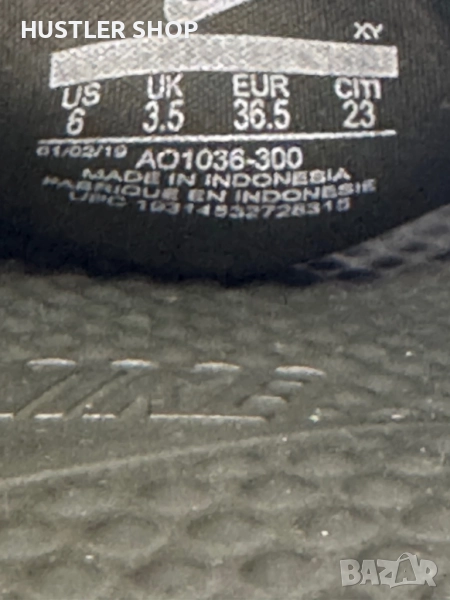 HUSTLER SHOP
XY
US UK EUR cm
6 3.5 36.5 23
01/02/19 AO1036-300
MADE IN INDONESIA
FABRIQUE EN INDONESIE
UPC
BAZAR